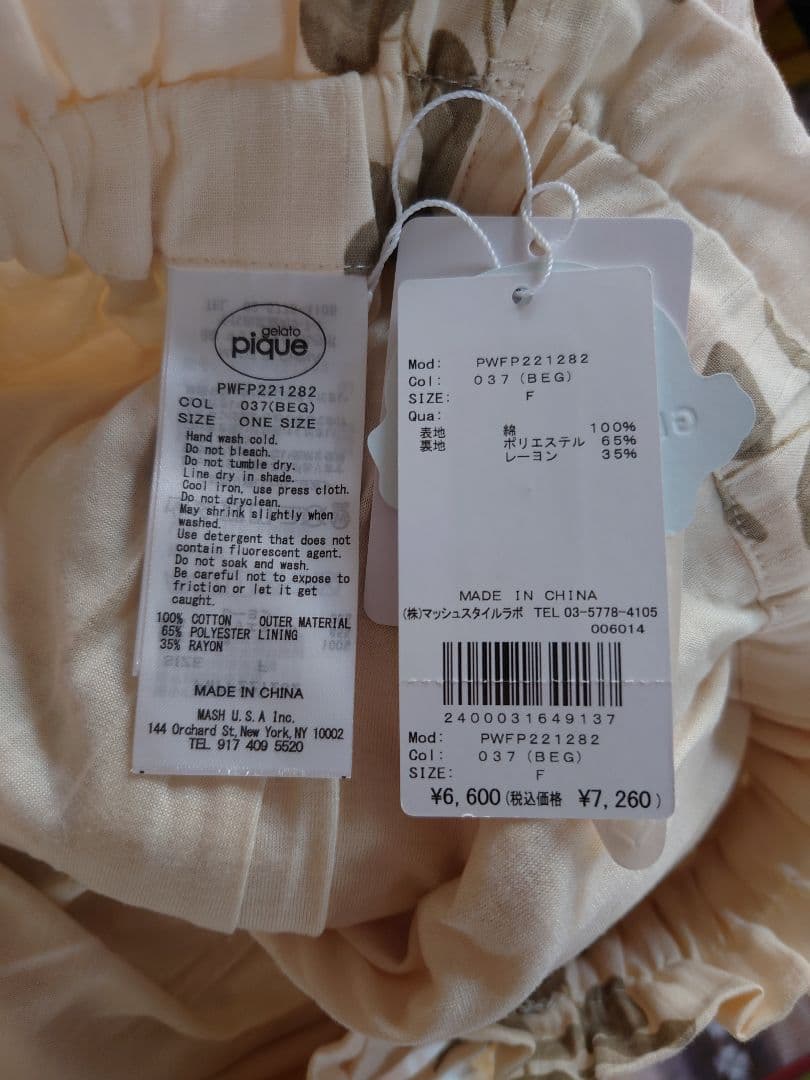 gelato
pique
PWFP221282
COL 037(BEG)
SIZE ONE SIZE
Hand wash cold.
Do not bleach.
Do not tumble dry.
Line dry in shade.
Cool iron, use press cloth.
Do not dryclean.
May shrink slightly when
washed.
Use detergent that does not
contain fluorescent agent.
Do not soak and wash.
Be careful not to expose to
friction or let it get
caught.
100% COTTON OUTER MATERIAL
65% POLYESTER LINING
35% RAYON
MADE IN CHINA
MASH U.S.A Inc.
144 Orchard St, New York, NY 10002
TEL 917 409 5520
Mod: PWFP221282
Col: 037 (BEG)
SIZE: F
Qua:
表地 綿 100%
裏地 ポリエステル 65%
レーヨン 35%
MADE IN CHINA
(株)マッシュスタイルラボ TEL 03-5778-4105
006014
2400031649137
Mod: PWFP221282
Col: 037 (BEG)
SIZE: F
¥6,600(税込価格 ¥7,260)